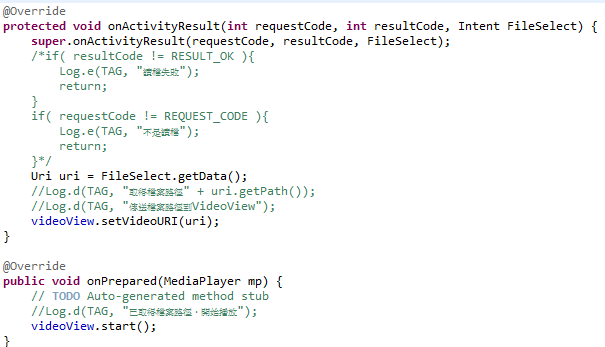 @Override
protected void onActivityResult(int requestCode, int resultCode, Intent FileSelect) {
super.onActivityResult(requestCode, resultCode, FileSelect);
/*if( resultCode != RESULT_OK ){
Log.e(TAG, "讀檔失敗");
return;
}
if( requestCode != REQUEST_CODE ){
Log.e(TAG, "不是讀檔");
return;
}*/
Uri uri = FileSelect.getData();
//Log.d(TAG, "取得檔案路徑" + uri.getPath());
//Log.d(TAG, "傳送檔案路徑到VideoView");
videoView.setVideoURI(uri);
}
@Override
public void onPrepared(MediaPlayer mp) {
// TODO Auto-generated method stub
//Log.d(TAG, "已取得檔案路徑，開始播放");
videoView.start();
}